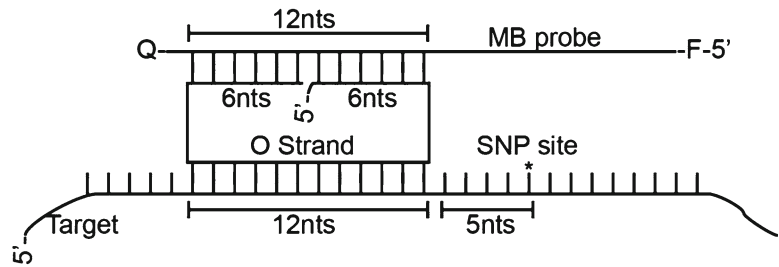 12nts
Q
MB probe
-F-5'
6nts
5'
6nts
O Strand
SNP site
*
Target
12nts
5nts
5'